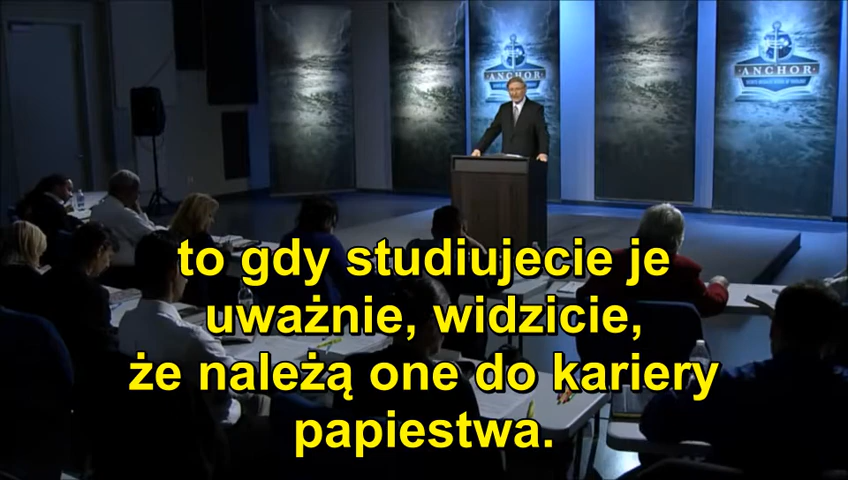 ANCHOR
ANCHOR
to gdy studiujecie je
uważnie, widzicie,
że należą one do kariery
papiestwa.